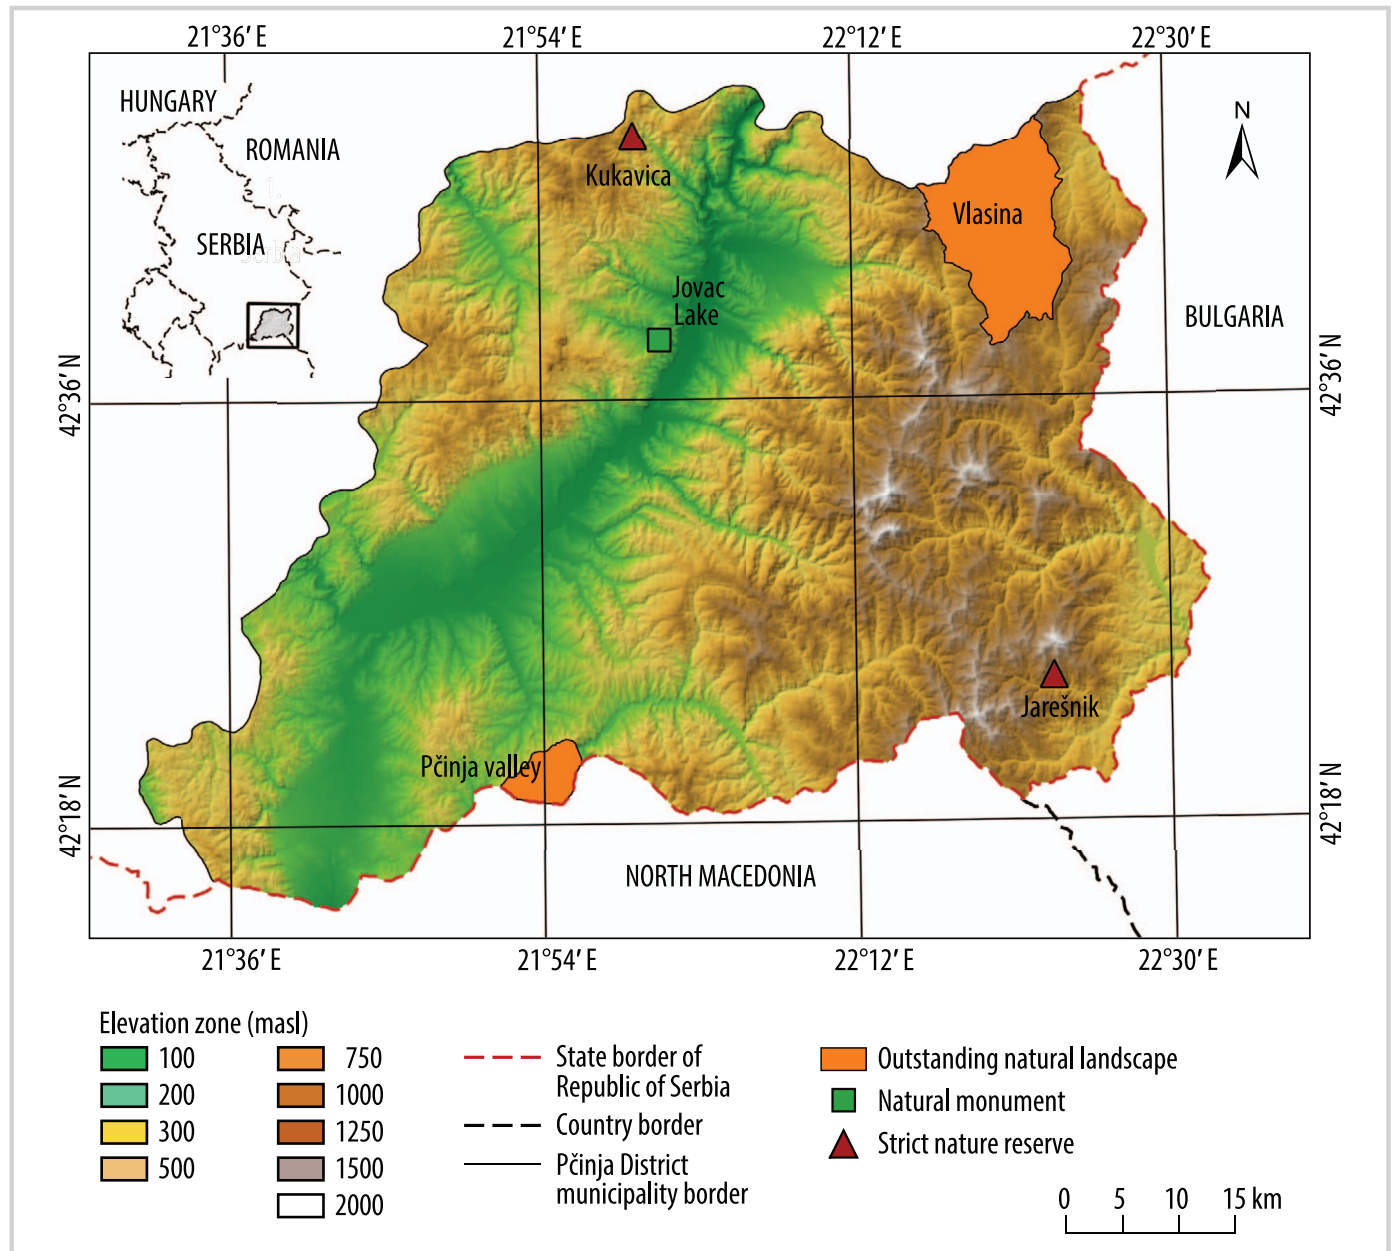 21°36′ E
21°54′ E
22°12′ E
22°30′ E
HUNGARY
ROMANIA
SERBIA
N
Kukavica
Vlasina
Jovac
Lake
BULGARIA
42°36′ N
42°36′ N
Jarešnik
Pčinja valley
42°18′ N
42°18′ N
NORTH MACEDONIA
21°36′ E
21°54′ E
22°12′ E
22°30′ E
Elevation zone (masl)
100
200
300
500
750
1000
1250
1500
2000
State border of
Republic of Serbia
Country border
Pčinja District
municipality border
Outstanding natural landscape
Natural monument
Strict nature reserve
0 5 10 15 km